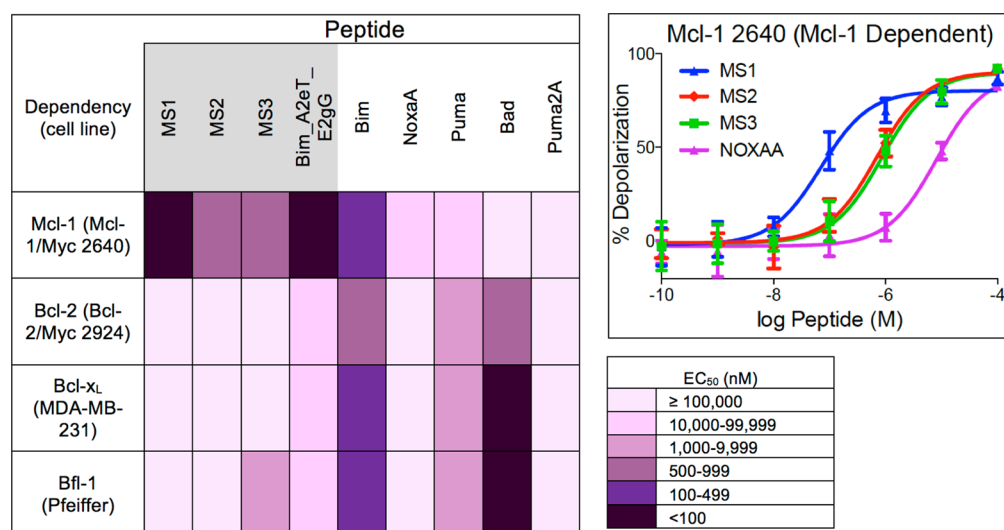 Peptide
Dependency
(cell line)
MS1
MS2
MS3
Bim_A2eT_
E2gG
Bim
NoxaA
Puma
Bad
Puma2A
Mcl-1 (Mcl-
1/Myc 2640)
Bcl-2 (Bcl-
2/Myc 2924)
Bcl-xL
(MDA-MB-
231)
Bfl-1
(Pfeiffer)
Mcl-1 2640 (Mcl-1 Dependent)
% Depolarization
100
50
0
MS1
MS2
MS3
NOXAA
-10
-8
-6
-4
log Peptide (M)
EC₅₀ (nM)
≥ 100,000
10,000-99,999
1,000-9,999
500-999
100-499
<100